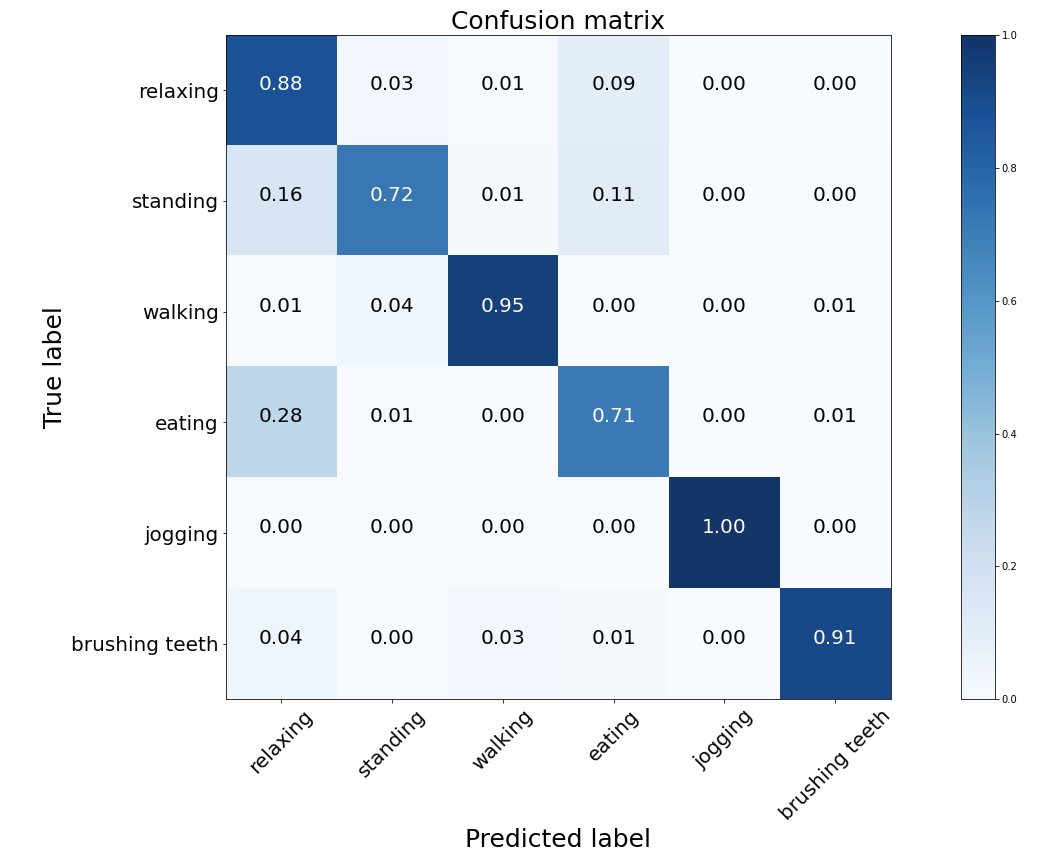 Confusion matrix
True label
relaxing 0.88 0.03 0.01 0.09 0.00 0.00
standing 0.16 0.72 0.01 0.11 0.00 0.00
walking 0.01 0.04 0.95 0.00 0.00 0.01
eating 0.28 0.01 0.00 0.71 0.00 0.01
jogging 0.00 0.00 0.00 0.00 1.00 0.00
brushing teeth 0.04 0.00 0.03 0.01 0.00 0.91
relaxing standing walking eating jogging brushing teeth
Predicted label
1.0
0.8
0.6
0.4
0.2
0.0